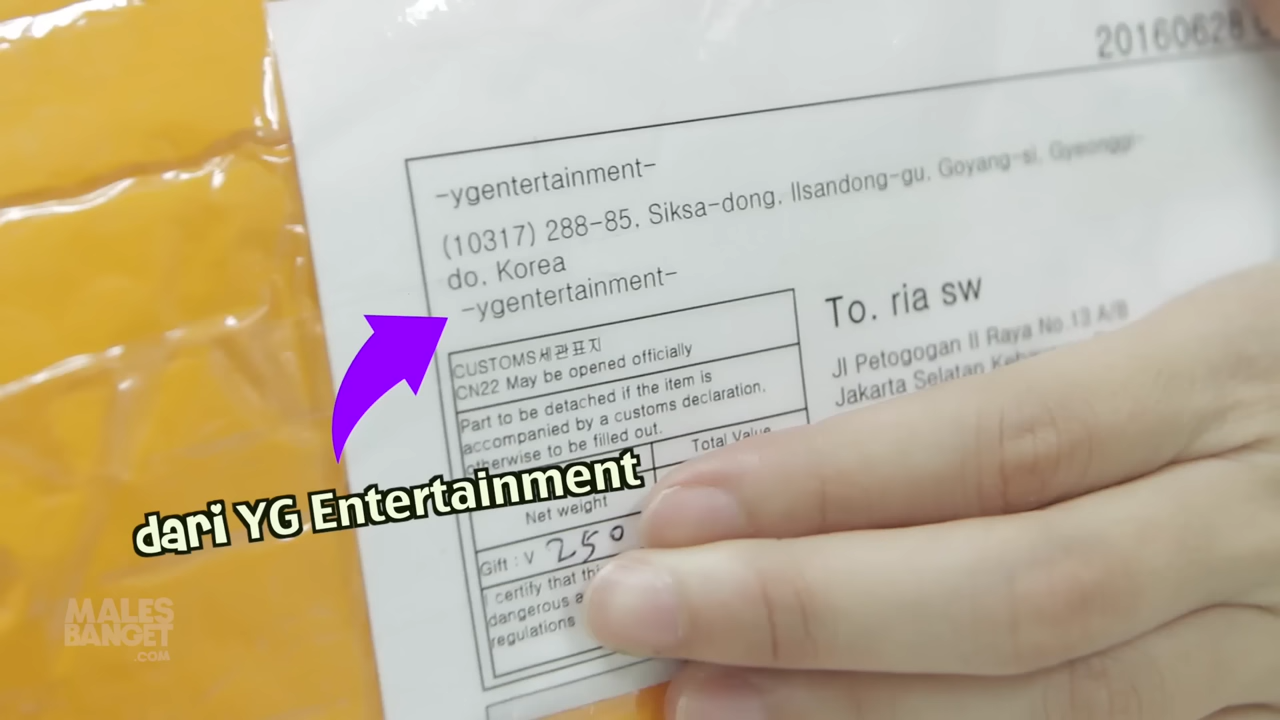 20160628
-ygentertainment-
(10317) 288-85, Siksa-dong, Ilsandong-gu, Goyang-si, Gyeonggi-
do, Korea
-ygentertainment-
CUSTOMS세관표지
CN22 May be opened officially
Part to be detached if the item is
accompanied by a customs declaration,
otherwise to be filled out.
Total Value
Net weight
Gift : V 250
I certify that
dangerous
regulations
To. ria sw
Jl Petogogan II Raya No.13 A/B
Jakarta Selatan
dari YG Entertainment
MALES
BANGET
.COM